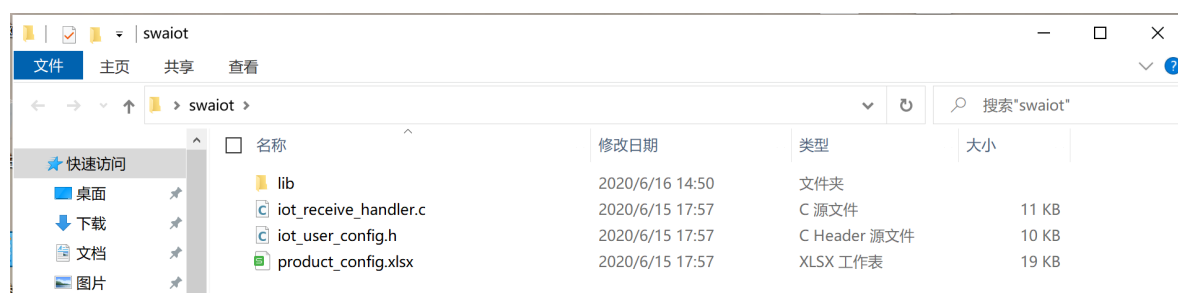 swaiot
文件 主页 共享 查看
swaiot 搜索"swaiot"
名称 修改日期 类型 大小
快速访问
桌面
下载
文档
图片
lib 2020/6/16 14:50 文件夹
iot_receive_handler.c 2020/6/15 17:57 C 源文件 11 KB
iot_user_config.h 2020/6/15 17:57 C Header 源文件 10 KB
product_config.xlsx 2020/6/15 17:57 XLSX 工作表 19 KB